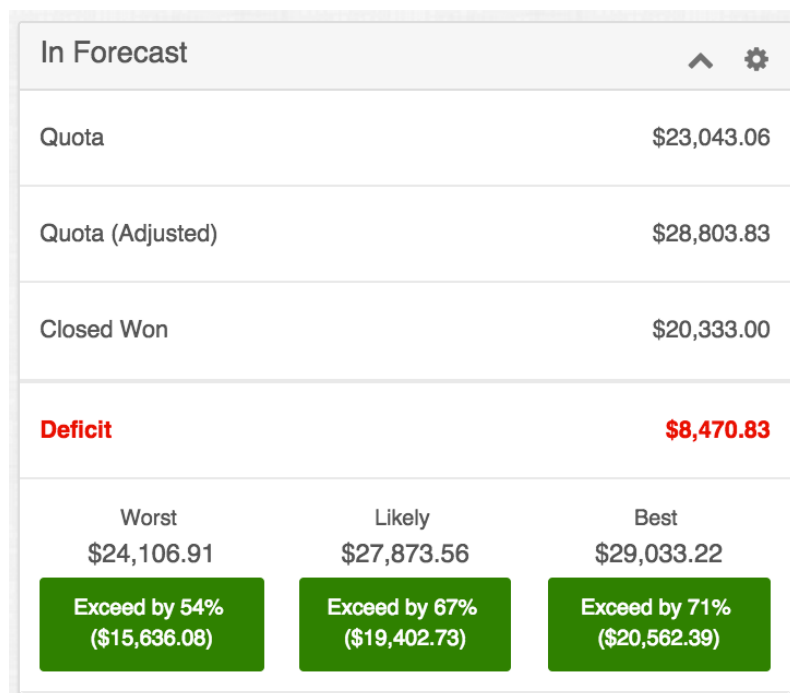 In Forecast
Quota $23,043.06
Quota (Adjusted) $28,803.83
Closed Won $20,333.00
Deficit $8,470.83
Worst Likely Best
$24,106.91 $27,873.56 $29,033.22
Exceed by 54% Exceed by 67% Exceed by 71%
($15,636.08) ($19,402.73) ($20,562.39)